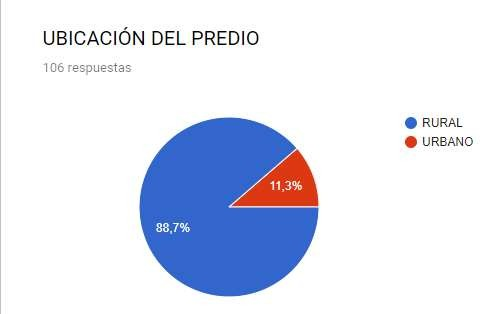 UBICACIÓN DEL PREDIO
106 respuestas
RURAL
URBANO
11,3%
88,7%